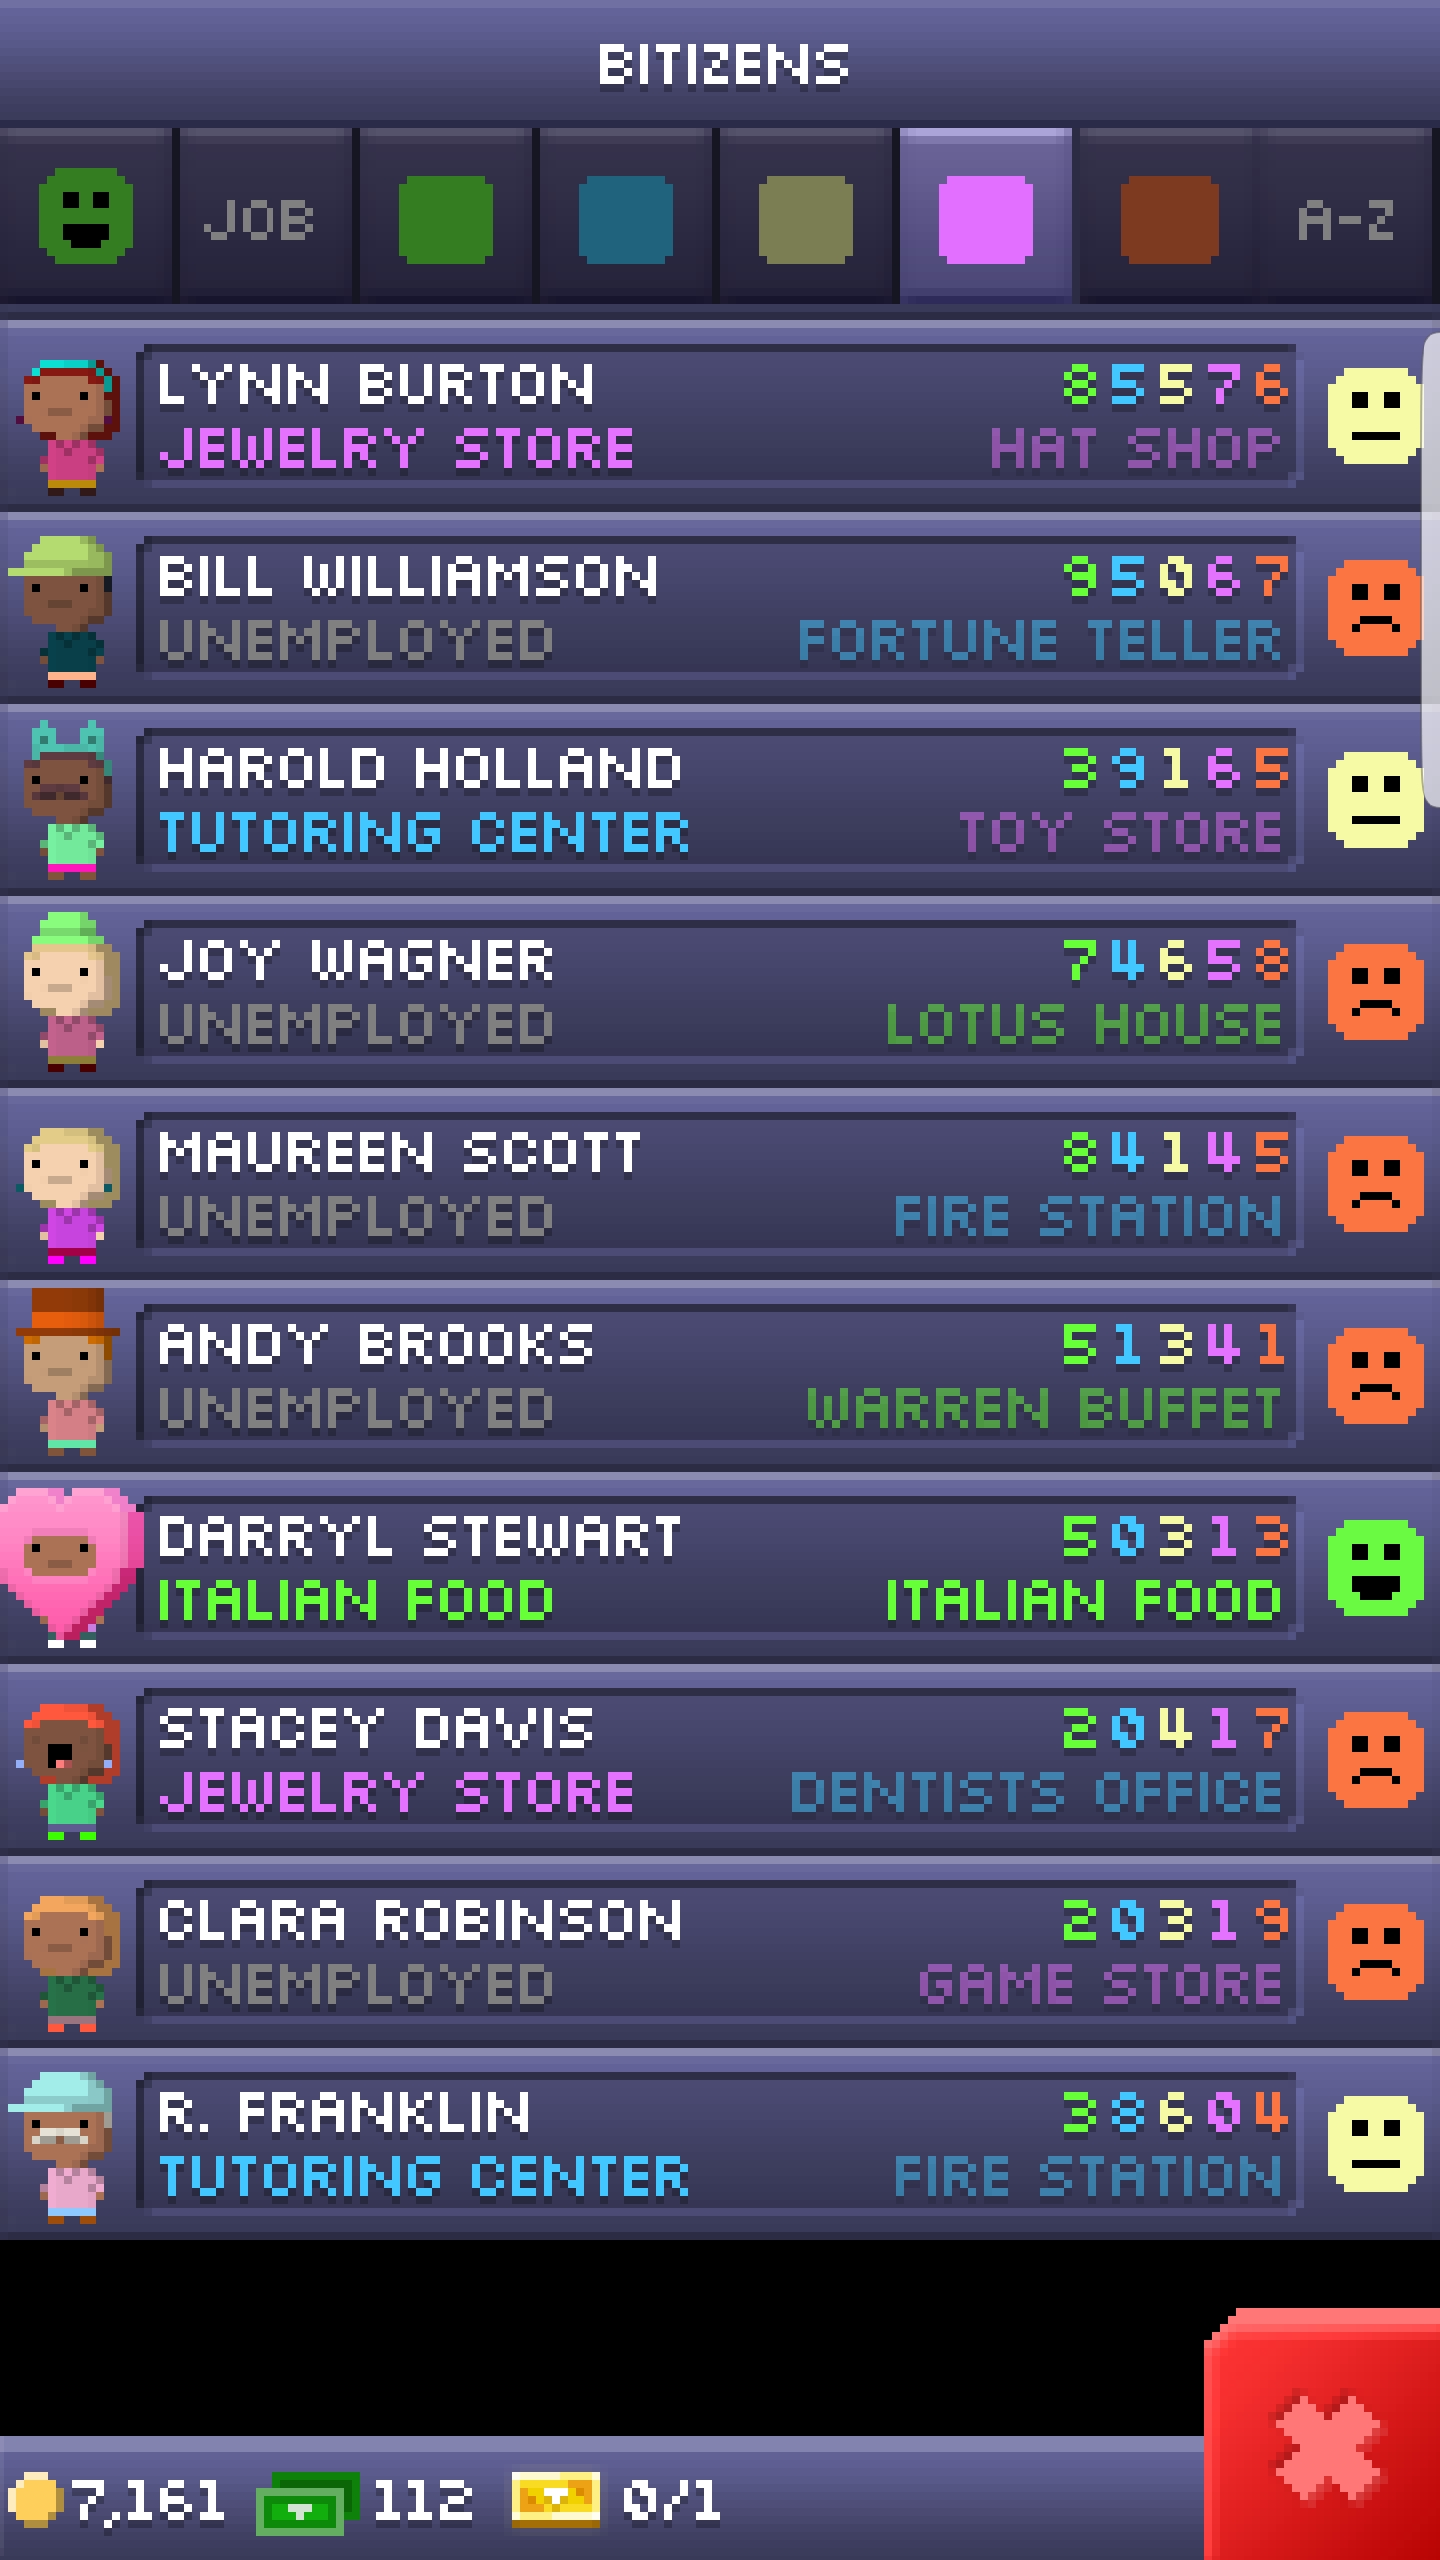 BITIZENS
JOB A-Z
LYNN BURTON 8 5 5 7 6
JEWELRY STORE HAT SHOP
BILL WILLIAMSON 9 5 0 6 7
UNEMPLOYED FORTUNE TELLER
HAROLD HOLLAND 3 9 1 6 5
TUTORING CENTER TOY STORE
JOY WAGNER 7 4 6 5 8
UNEMPLOYED LOTUS HOUSE
MAUREEN SCOTT 8 4 1 4 5
UNEMPLOYED FIRE STATION
ANDY BROOKS 5 1 3 4 1
UNEMPLOYED WARREN BUFFET
DARRYL STEWART 5 0 3 1 3
ITALIAN FOOD ITALIAN FOOD
STACEY DAVIS 2 0 4 1 7
JEWELRY STORE DENTISTS OFFICE
CLARA ROBINSON 2 0 3 1 9
UNEMPLOYED GAME STORE
R. FRANKLIN 3 8 6 0 4
TUTORING CENTER FIRE STATION
7,161 112 0/1